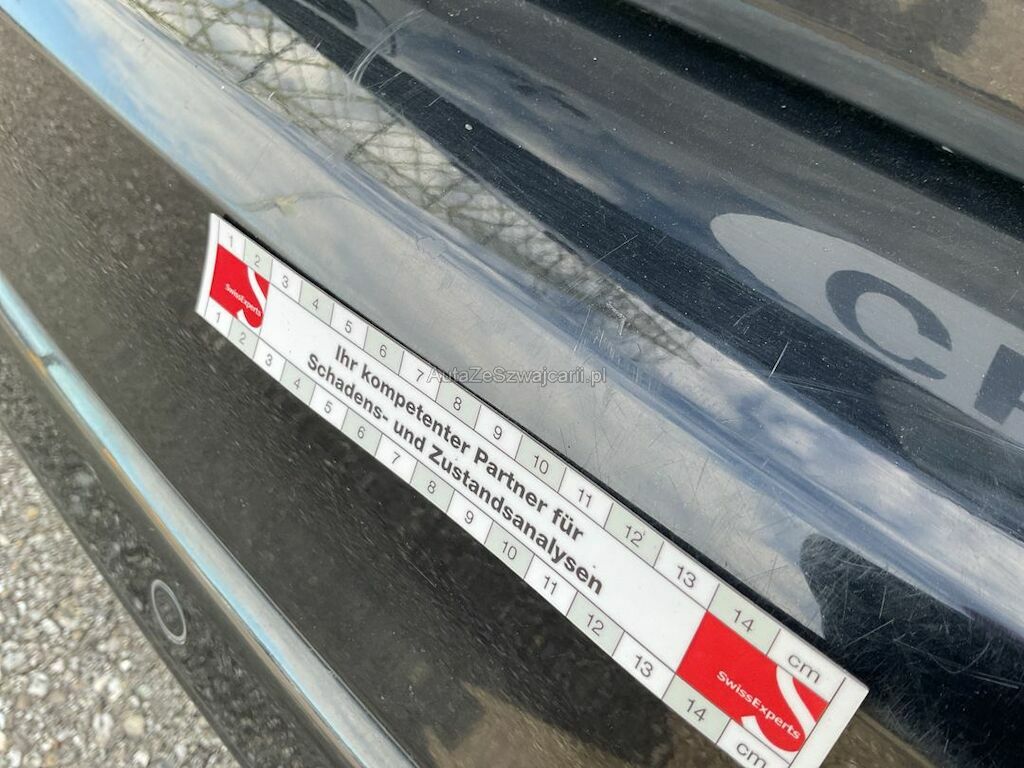 1 2 3 4 5 6 7 8 9 10 11 12 13 14 cm
SwissExperts
Ihr kompetenter Partner für
Schadens- und Zustandsanalysen
SwissExperts
1 2 3 4 5 6 7 8 9 10 11 12 13 14 cm
AutaZeSzwajcarii.pl